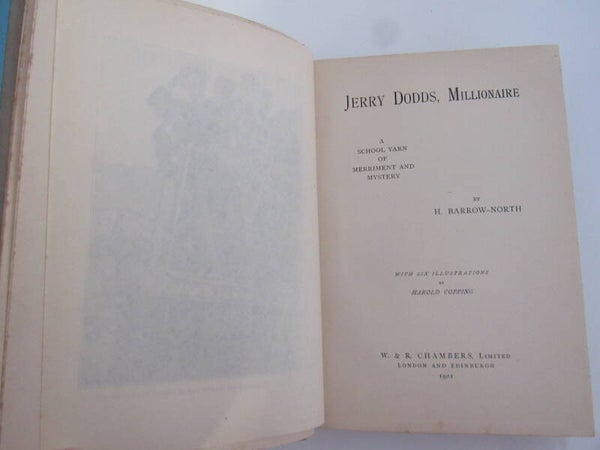 JERRY DODDS, MILLIONAIRE
A
SCHOOL YARN
OF
MERRIMENT AND
MYSTERY
BY
H. BARROW-NORTH
WITH SIX ILLUSTRATIONS
BY
HAROLD COPPING
W. & R. CHAMBERS, LIMITED
LONDON AND EDINBURGH
1901